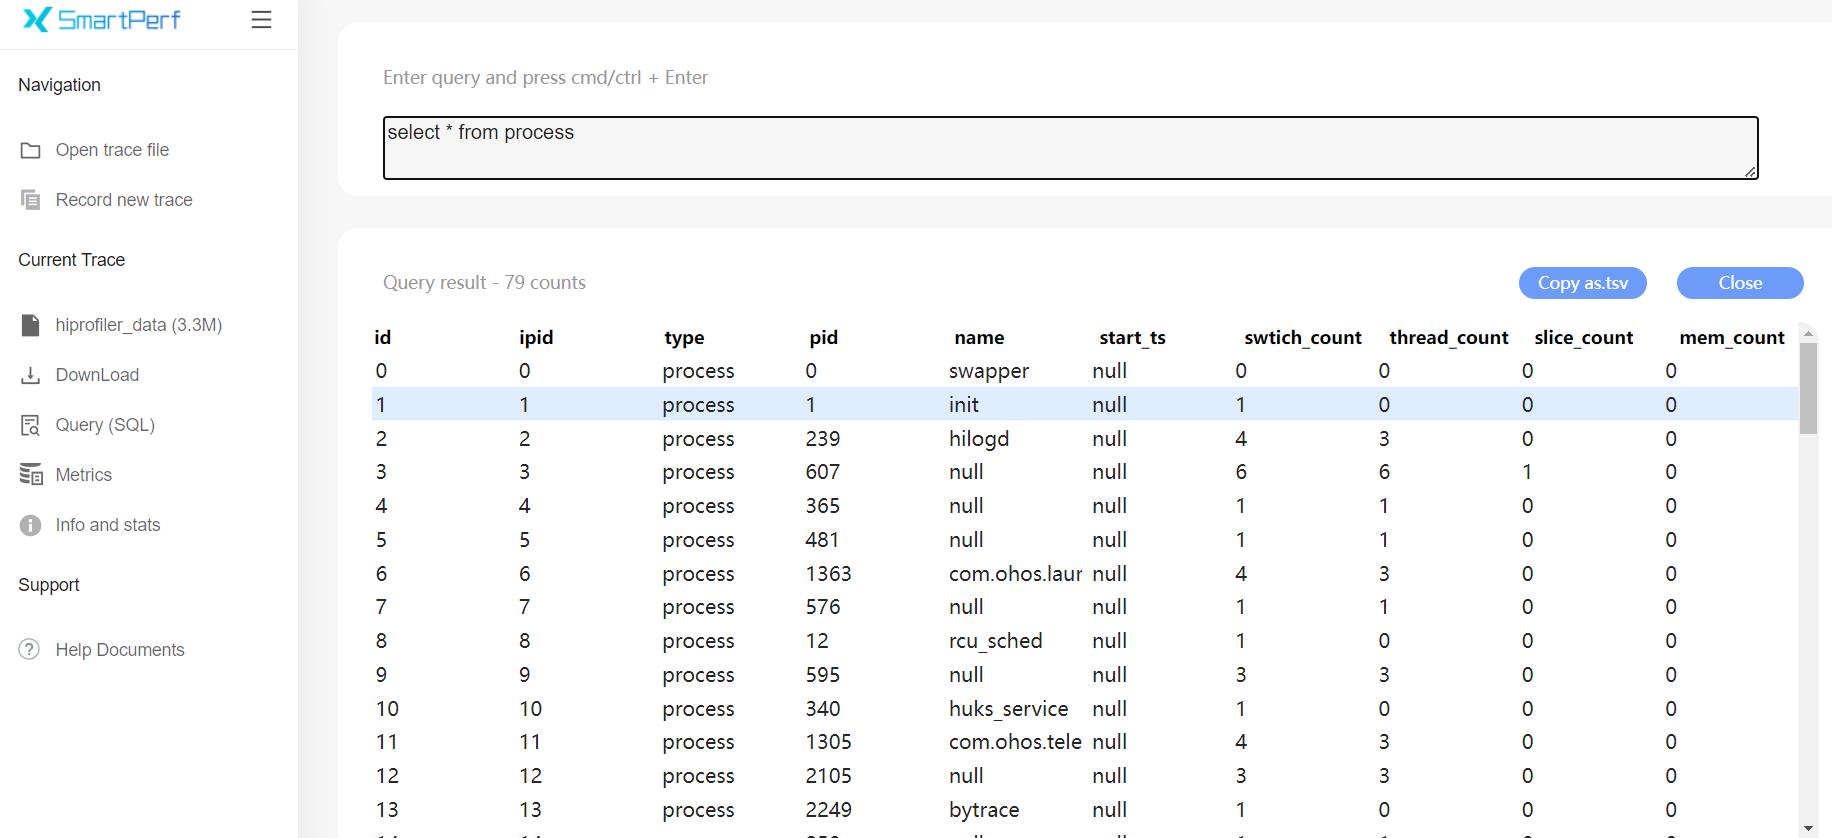 SmartPerf
Navigation
Open trace file
Record new trace
Current Trace
hiprofiler_data (3.3M)
DownLoad
Query (SQL)
Metrics
Info and stats
Support
Help Documents
Enter query and press cmd/ctrl + Enter
select * from process
Query result - 79 counts
Copy as.tsv
Close
id ipid type pid name start_ts swtich_count thread_count slice_count mem_count
0 0 process 0 swapper null 0 0 0 0
1 1 process 1 init null 1 0 0 0
2 2 process 239 hilogd null 4 3 0 0
3 3 process 607 null null 6 6 1 0
4 4 process 365 null null 1 1 0 0
5 5 process 481 null null 1 1 0 0
6 6 process 1363 com.ohos.laur null 4 3 0 0
7 7 process 576 null null 1 1 0 0
8 8 process 12 rcu_sched null 1 0 0 0
9 9 process 595 null null 3 3 0 0
10 10 process 340 huks_service null 1 0 0 0
11 11 process 1305 com.ohos.tele null 4 3 0 0
12 12 process 2105 null null 3 3 0 0
13 13 process 2249 bytrace null 1 0 0 0